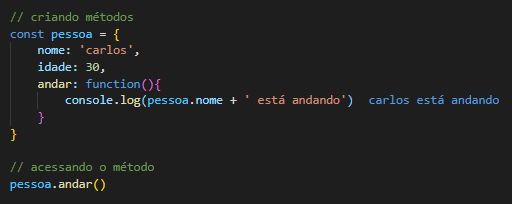 // criando métodos
const pessoa = {
    nome: 'carlos',
    idade: 30,
    andar: function(){
        console.log(pessoa.nome + ' está andando')  carlos está andando
    }
}

// acessando o método
pessoa.andar()